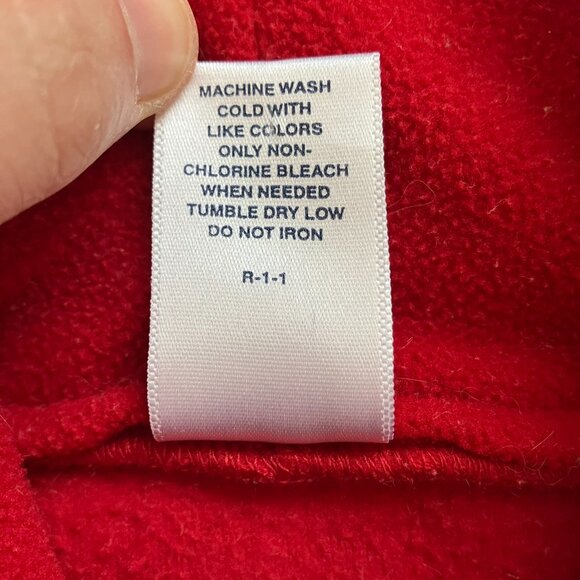 MACHINE WASH
COLD WITH
LIKE COLORS
ONLY NON-
CHLORINE BLEACH
WHEN NEEDED
TUMBLE DRY LOW
DO NOT IRON
R-1-1